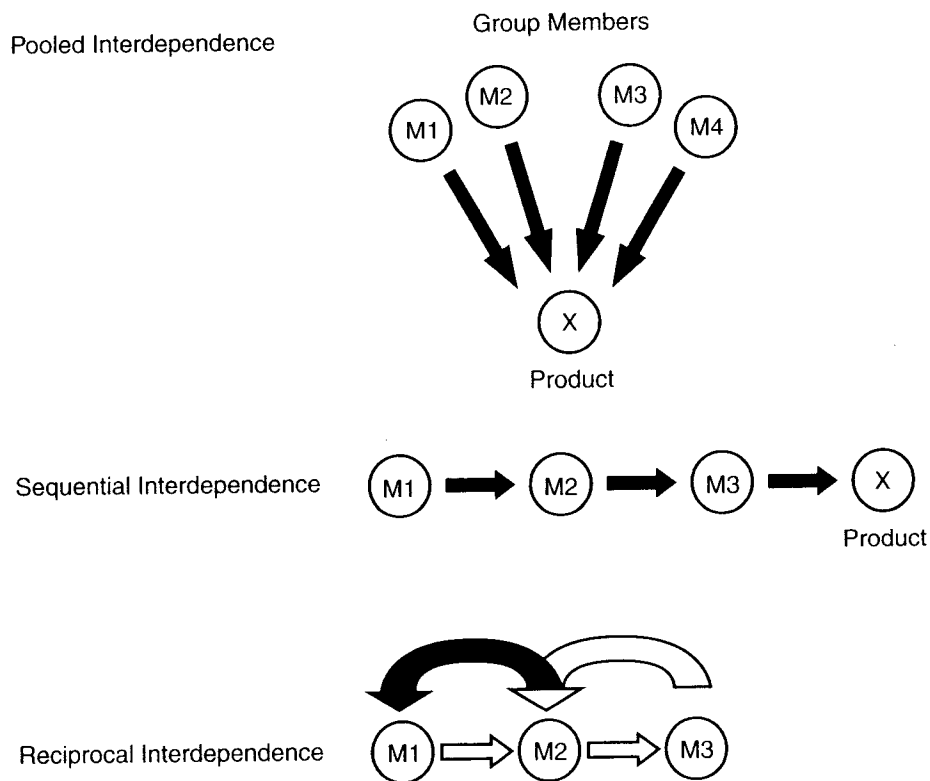 Pooled Interdependence
Group Members
M1
M2
M3
M4
X
Product
Sequential Interdependence
M1
M2
M3
X
Product
Reciprocal Interdependence
M1
M2
M3